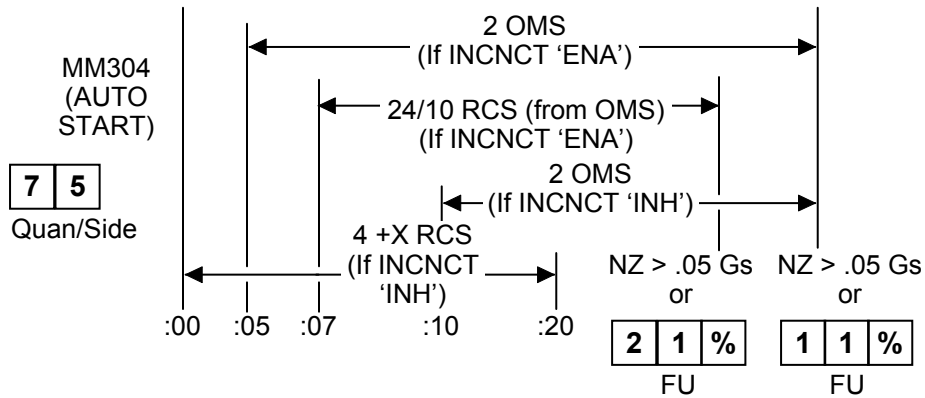 2 OMS
(If INCNCT ‘ENA’)
MM304
(AUTO
START)
24/10 RCS (from OMS)
(If INCNCT ‘ENA’)
7 5
Quan/Side
2 OMS
(If INCNCT ‘INH’)
4 +X RCS
(If INCNCT
‘INH’)
NZ > .05 Gs
or
NZ > .05 Gs
or
:00 :05 :07 :10 :20
2 1 %
FU
1 1 %
FU